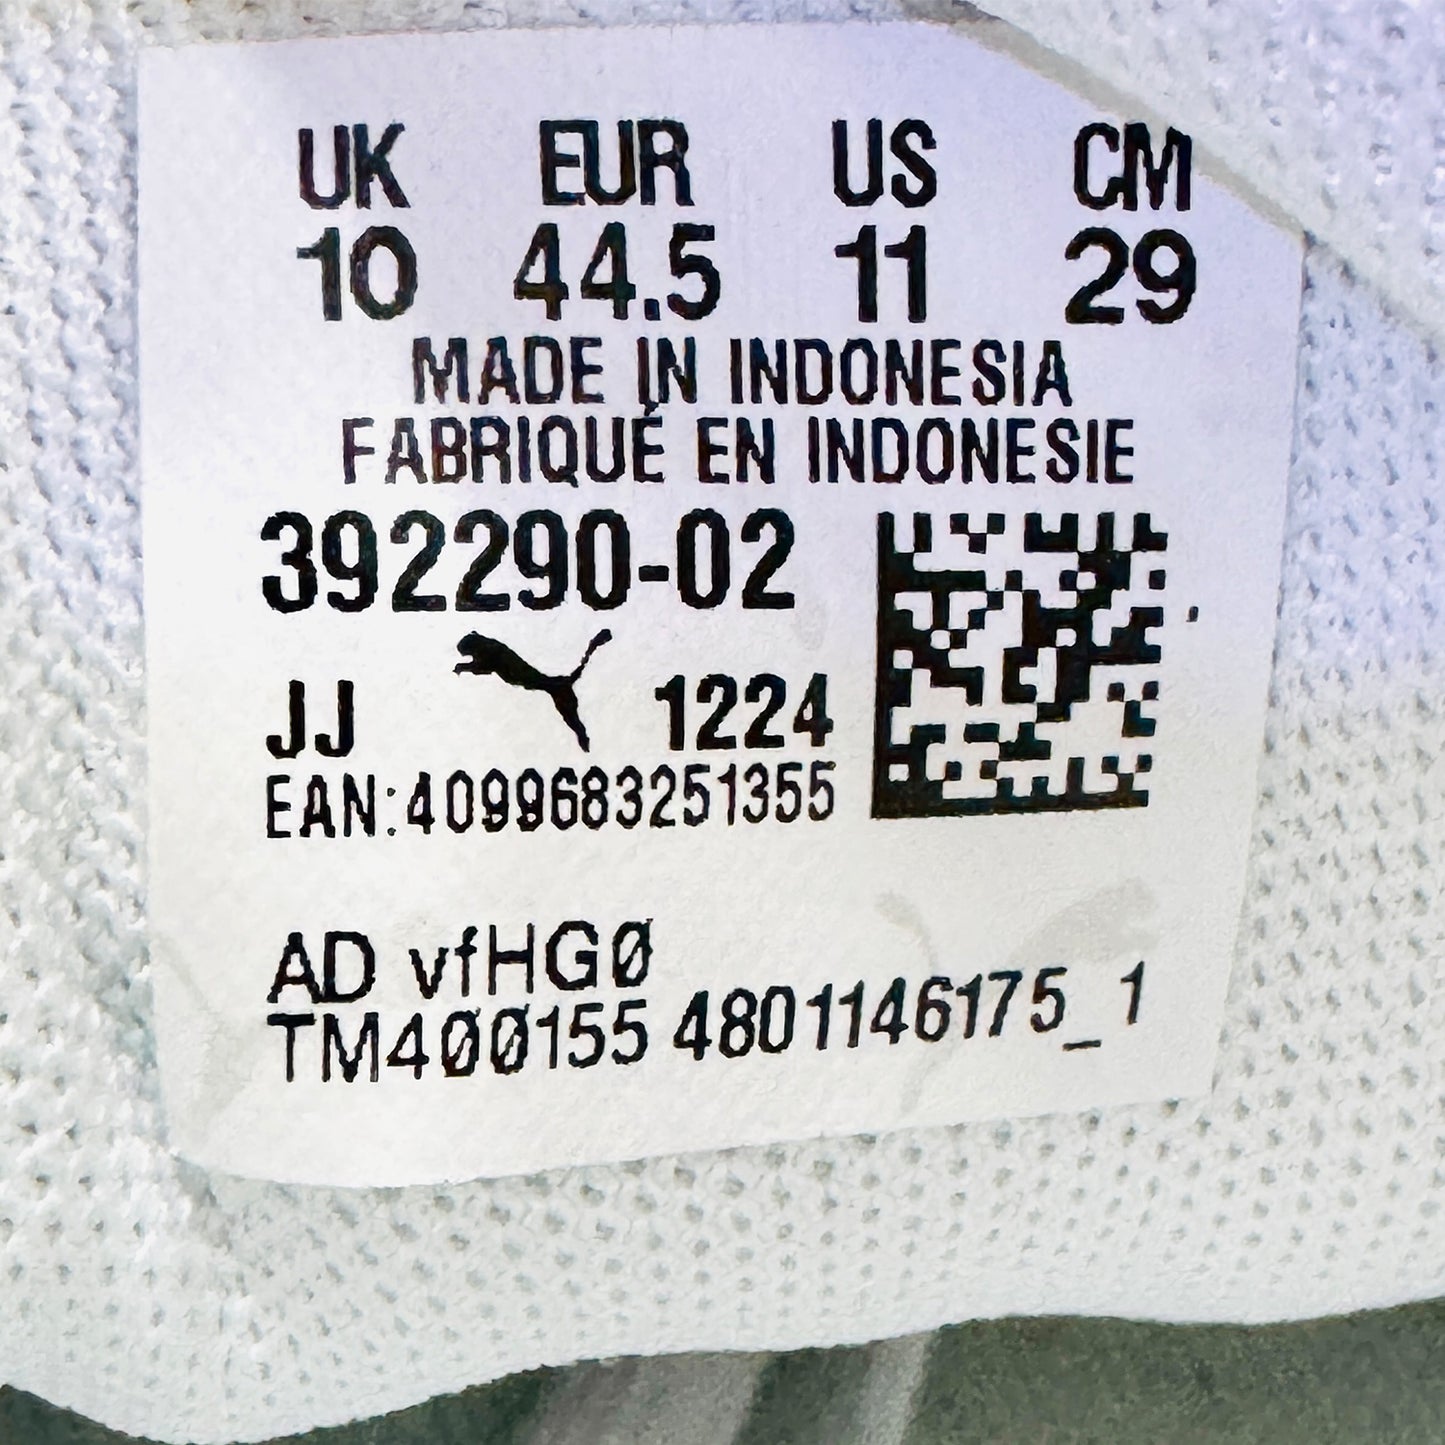 UK EUR US CM
10 44.5 11 29
MADE IN INDONESIA
FABRIQUÉ EN INDONESIE
392290-02
JJ 1224
EAN:4099683251355
AD vfHG0
TM400155 4801146175_1